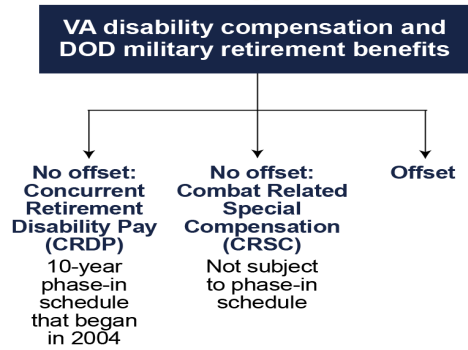 VA disability compensation and
DOD military retirement benefits
No offset:
Concurrent
Retirement
Disability Pay
(CRDP)
10-year
phase-in
schedule
that began
in 2004
No offset:
Combat Related
Special
Compensation
(CRSC)
Not subject
to phase-in
schedule
Offset